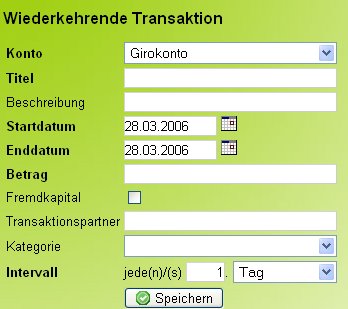 Wiederkehrende Transaktion
Konto Girokonto
Titel
Beschreibung
Startdatum 28.03.2006
Enddatum 28.03.2006
Betrag
Fremdkapital
Transaktionspartner
Kategorie
Intervall jede(n)/(s) 1. Tag
Speichern